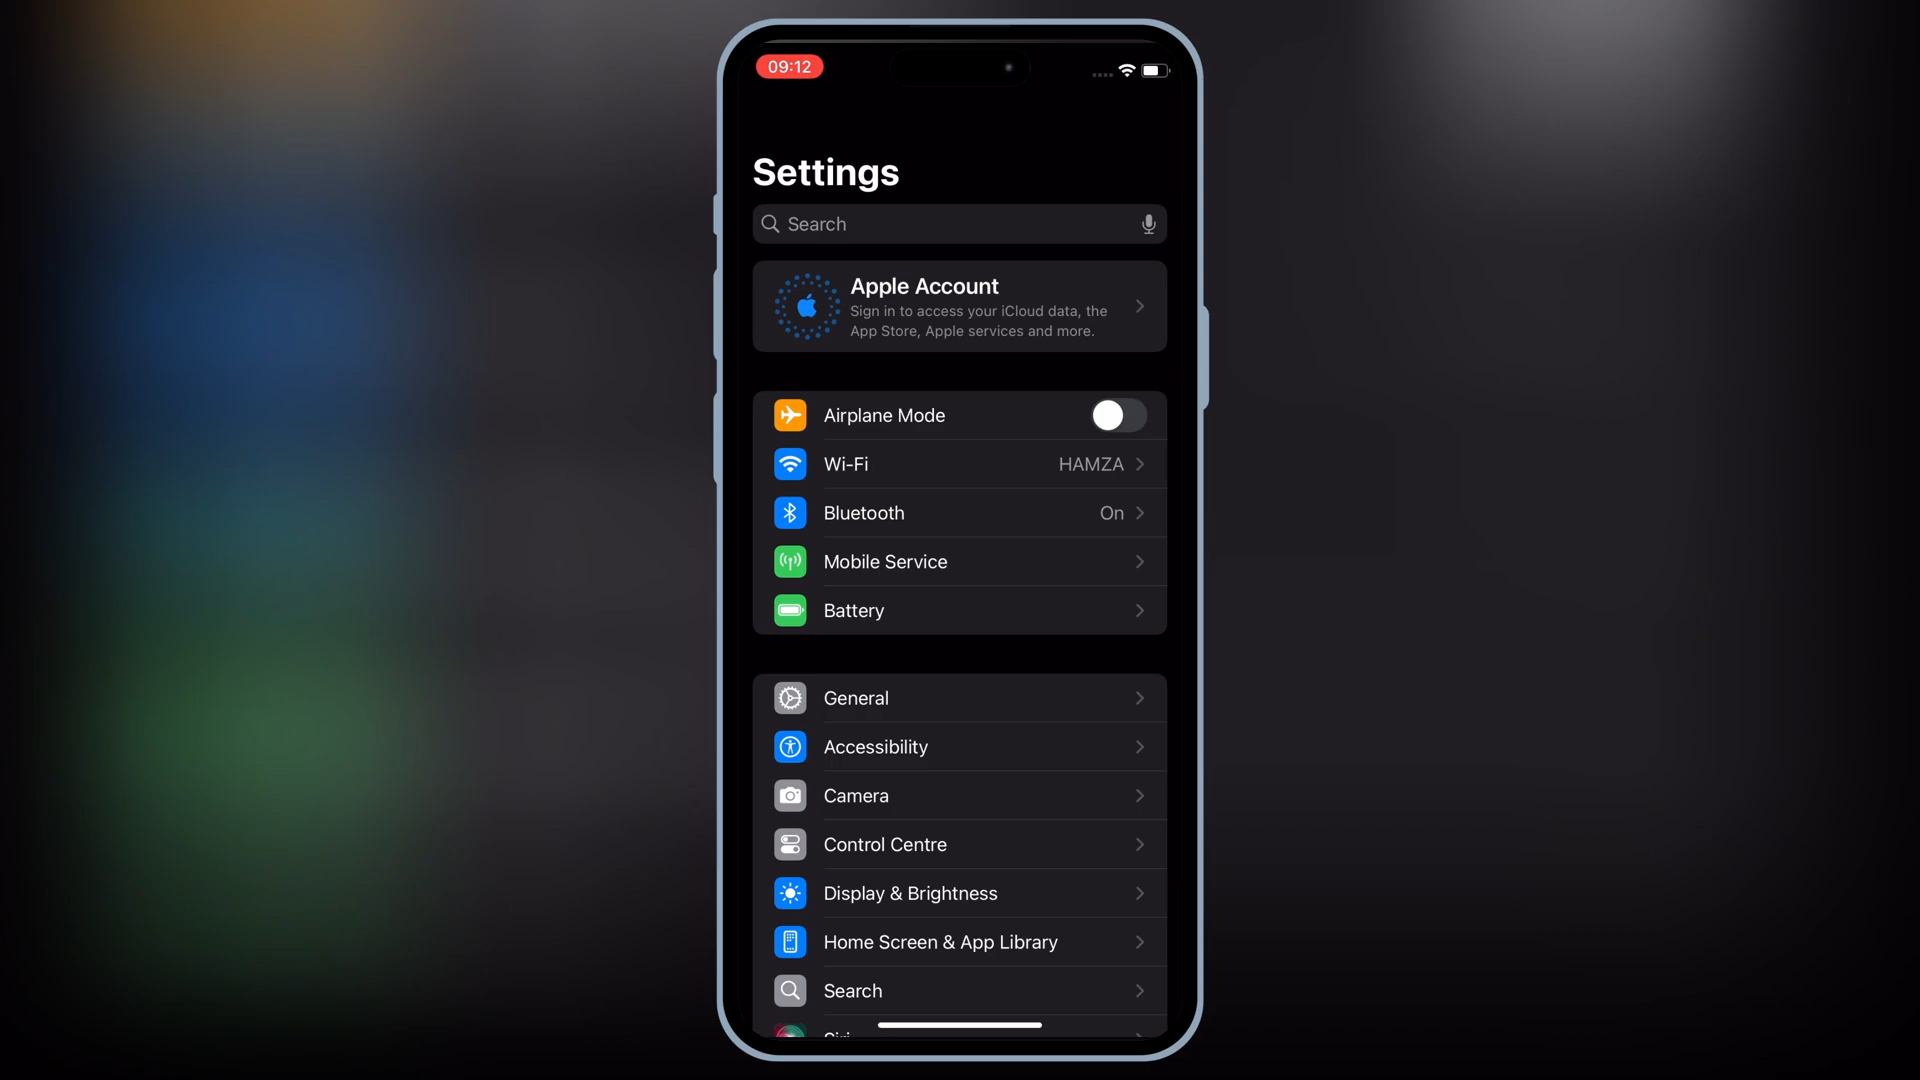 09:12
Settings
Search
Apple Account
Sign in to access your iCloud data, the
App Store, Apple services and more.
Airplane Mode
Wi-Fi HAMZA
Bluetooth On
Mobile Service
Battery
General
Accessibility
Camera
Control Centre
Display & Brightness
Home Screen & App Library
Search
Siri